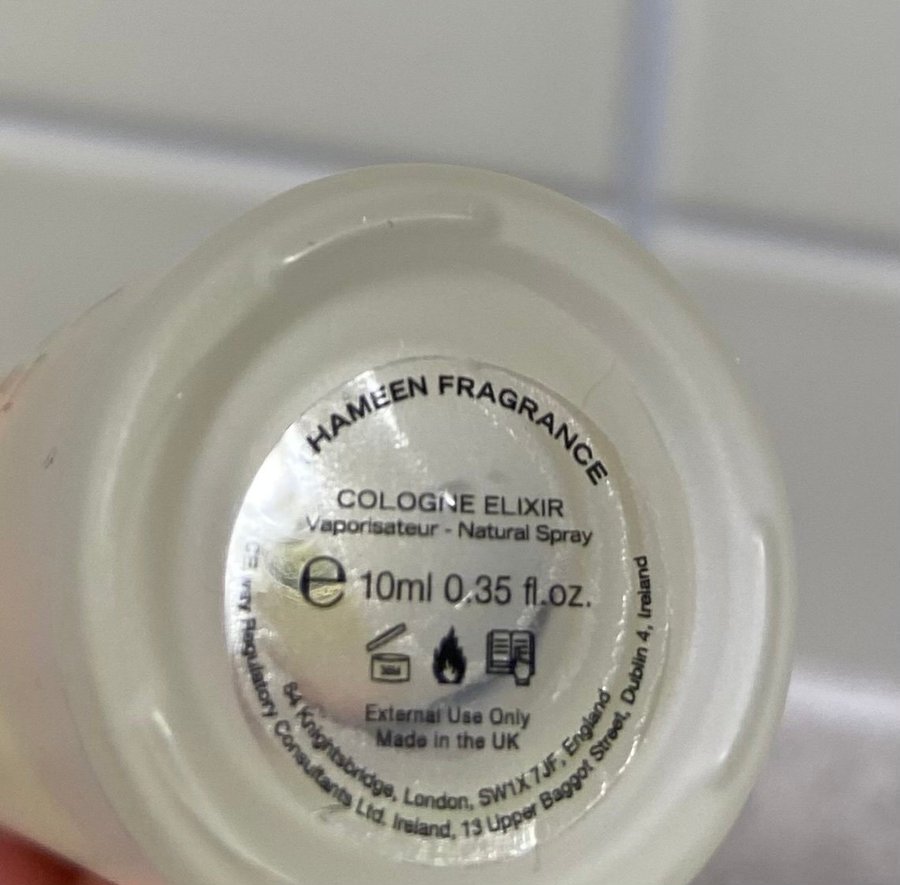 HAMEEN FRAGRANCE
COLOGNE ELIXIR
Vaporisateur - Natural Spray
e 10ml 0.35 fl.oz.
36M
External Use Only
Made in the UK
64 Knightsbridge, London, SW1X 7JF, England
Regulatory Consultants Ltd. Ireland, 13 Upper Baggot Street, Dublin 4, Ireland